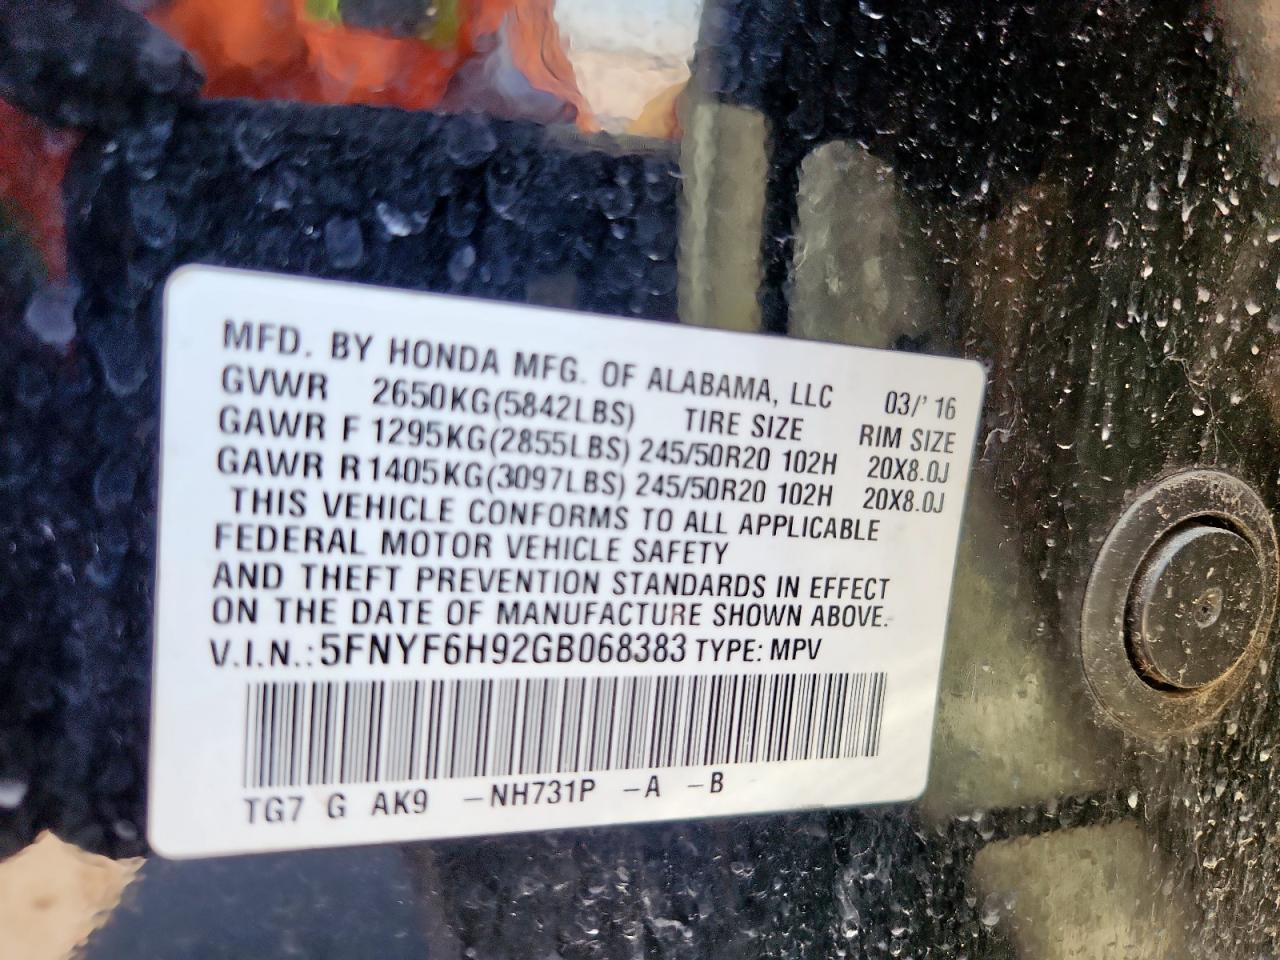 MFD. BY HONDA MFG. OF ALABAMA, LLC 03/'16
GVWR 2650KG(5842LBS) TIRE SIZE RIM SIZE
GAWR F 1295KG(2855LBS) 245/50R20 102H 20X8.0J
GAWR R 1405KG(3097LBS) 245/50R20 102H 20X8.0J
THIS VEHICLE CONFORMS TO ALL APPLICABLE
FEDERAL MOTOR VEHICLE SAFETY
AND THEFT PREVENTION STANDARDS IN EFFECT
ON THE DATE OF MANUFACTURE SHOWN ABOVE.
V.I.N.: 5FNYF6H92GB068383 TYPE: MPV
TG7 G AK9 –NH731P –A –B